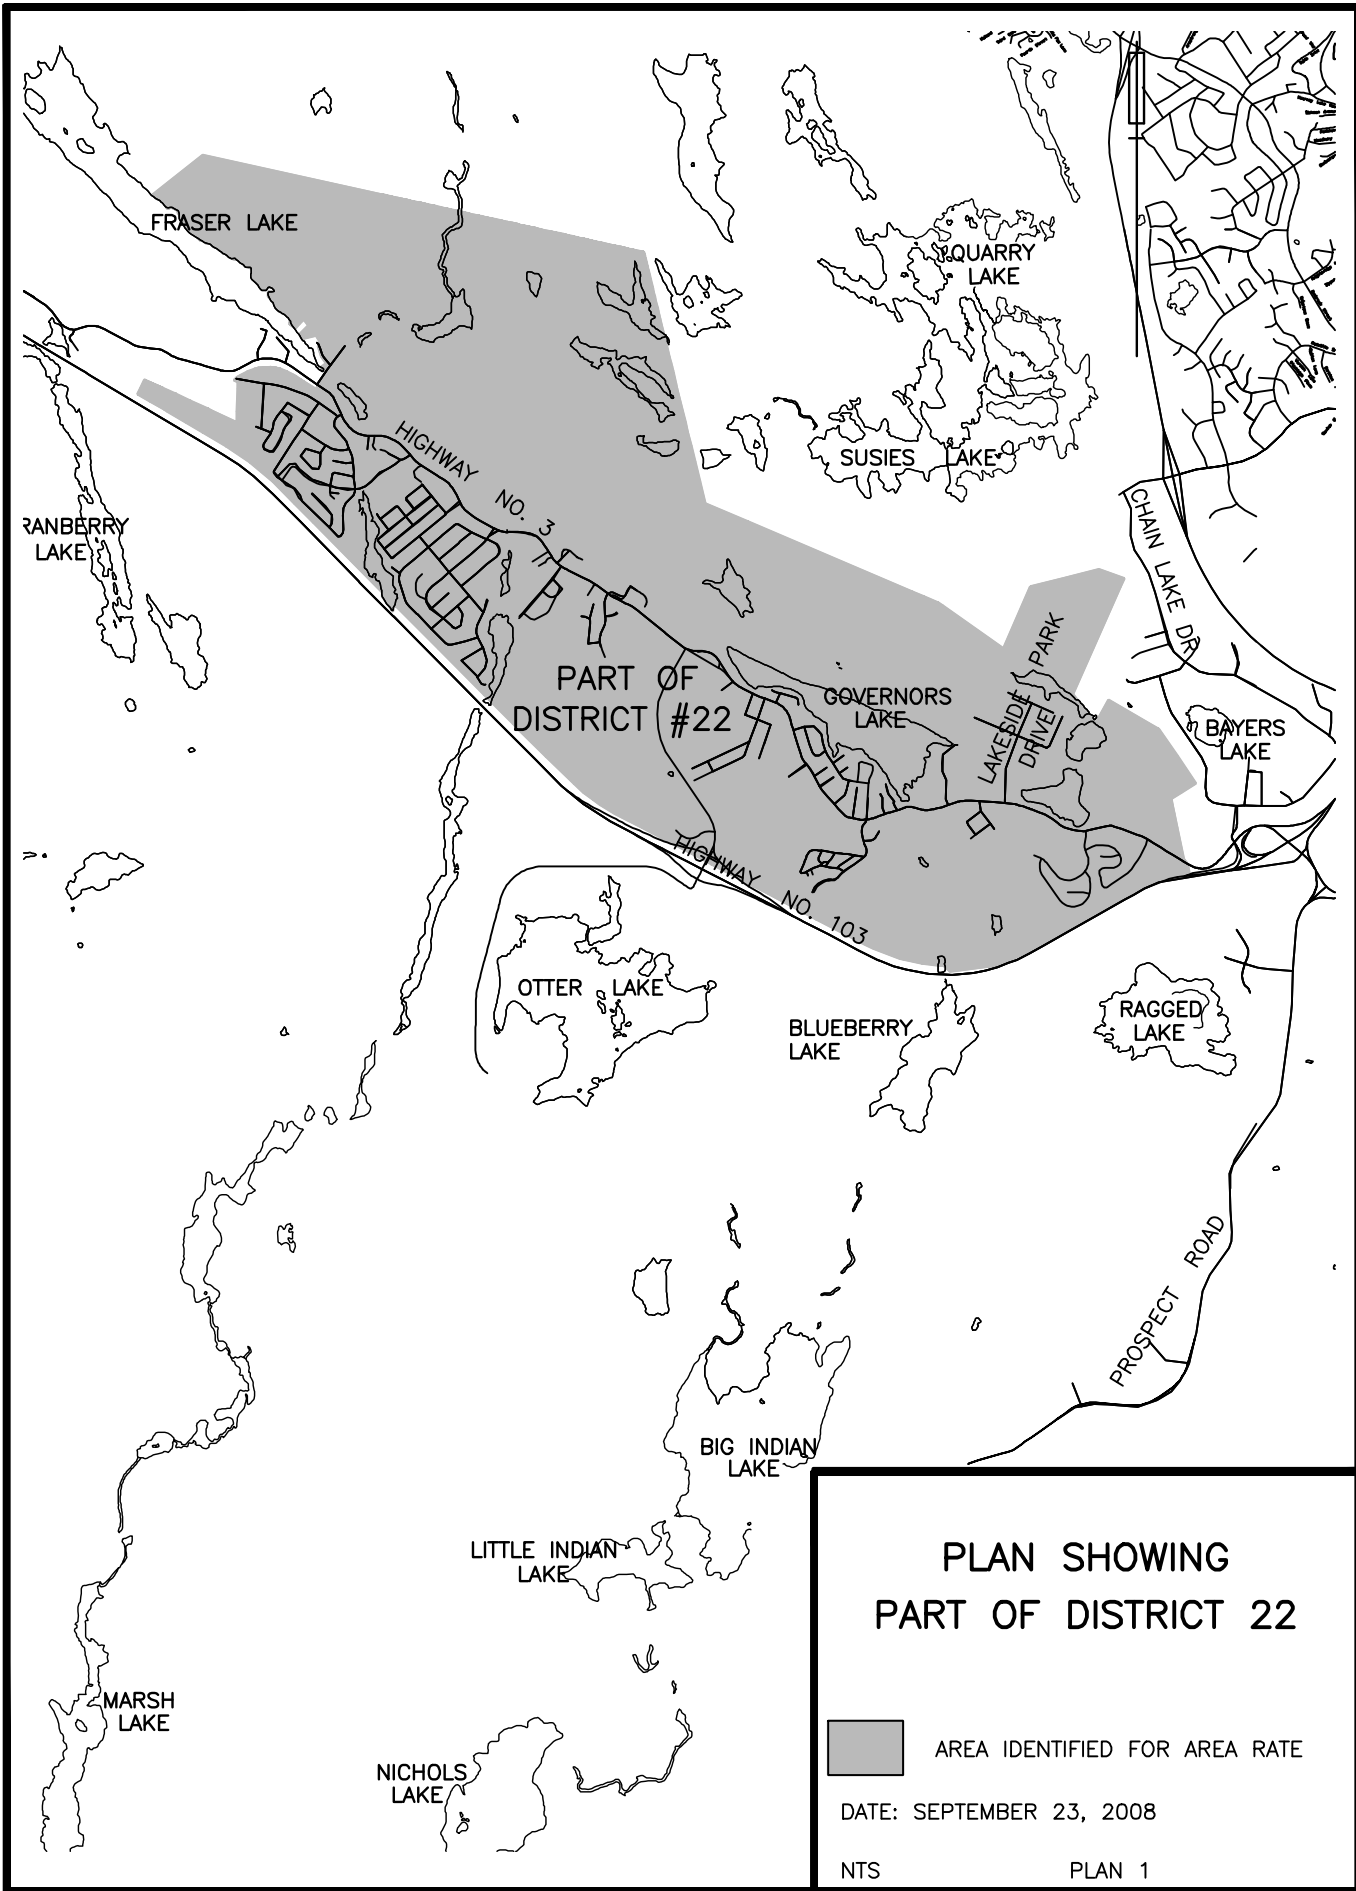 FRASER LAKE
QUARRY
LAKE
HIGHWAY NO. 3
SUSIES LAKE
RANBERRY
LAKE
CHAIN LAKE DR
PART OF
DISTRICT #22
GOVERNORS
LAKE
LAKESIDE PARK
DRIVE
BAYERS
LAKE
HIGHWAY NO. 103
OTTER LAKE
BLUEBERRY
LAKE
RAGGED
LAKE
PROSPECT ROAD
BIG INDIAN
LAKE
LITTLE INDIAN
LAKE
MARSH
LAKE
NICHOLS
LAKE
PLAN SHOWING
PART OF DISTRICT 22
AREA IDENTIFIED FOR AREA RATE
DATE: SEPTEMBER 23, 2008
NTS PLAN 1